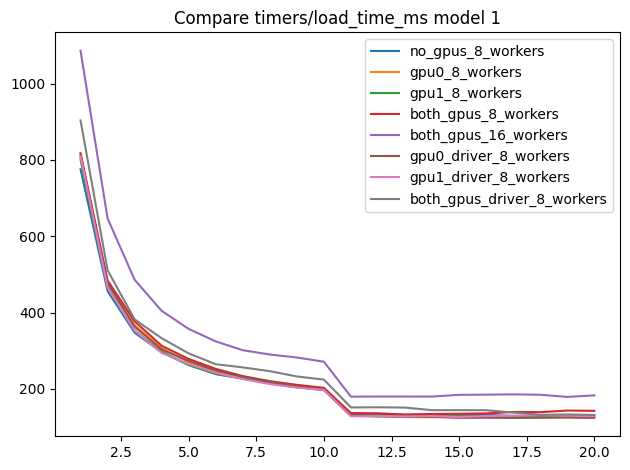 Compare timers/load_time_ms model 1
1000
800
600
400
200
no_gpus_8_workers
gpu0_8_workers
gpu1_8_workers
both_gpus_8_workers
both_gpus_16_workers
gpu0_driver_8_workers
gpu1_driver_8_workers
both_gpus_driver_8_workers
2.5 5.0 7.5 10.0 12.5 15.0 17.5 20.0